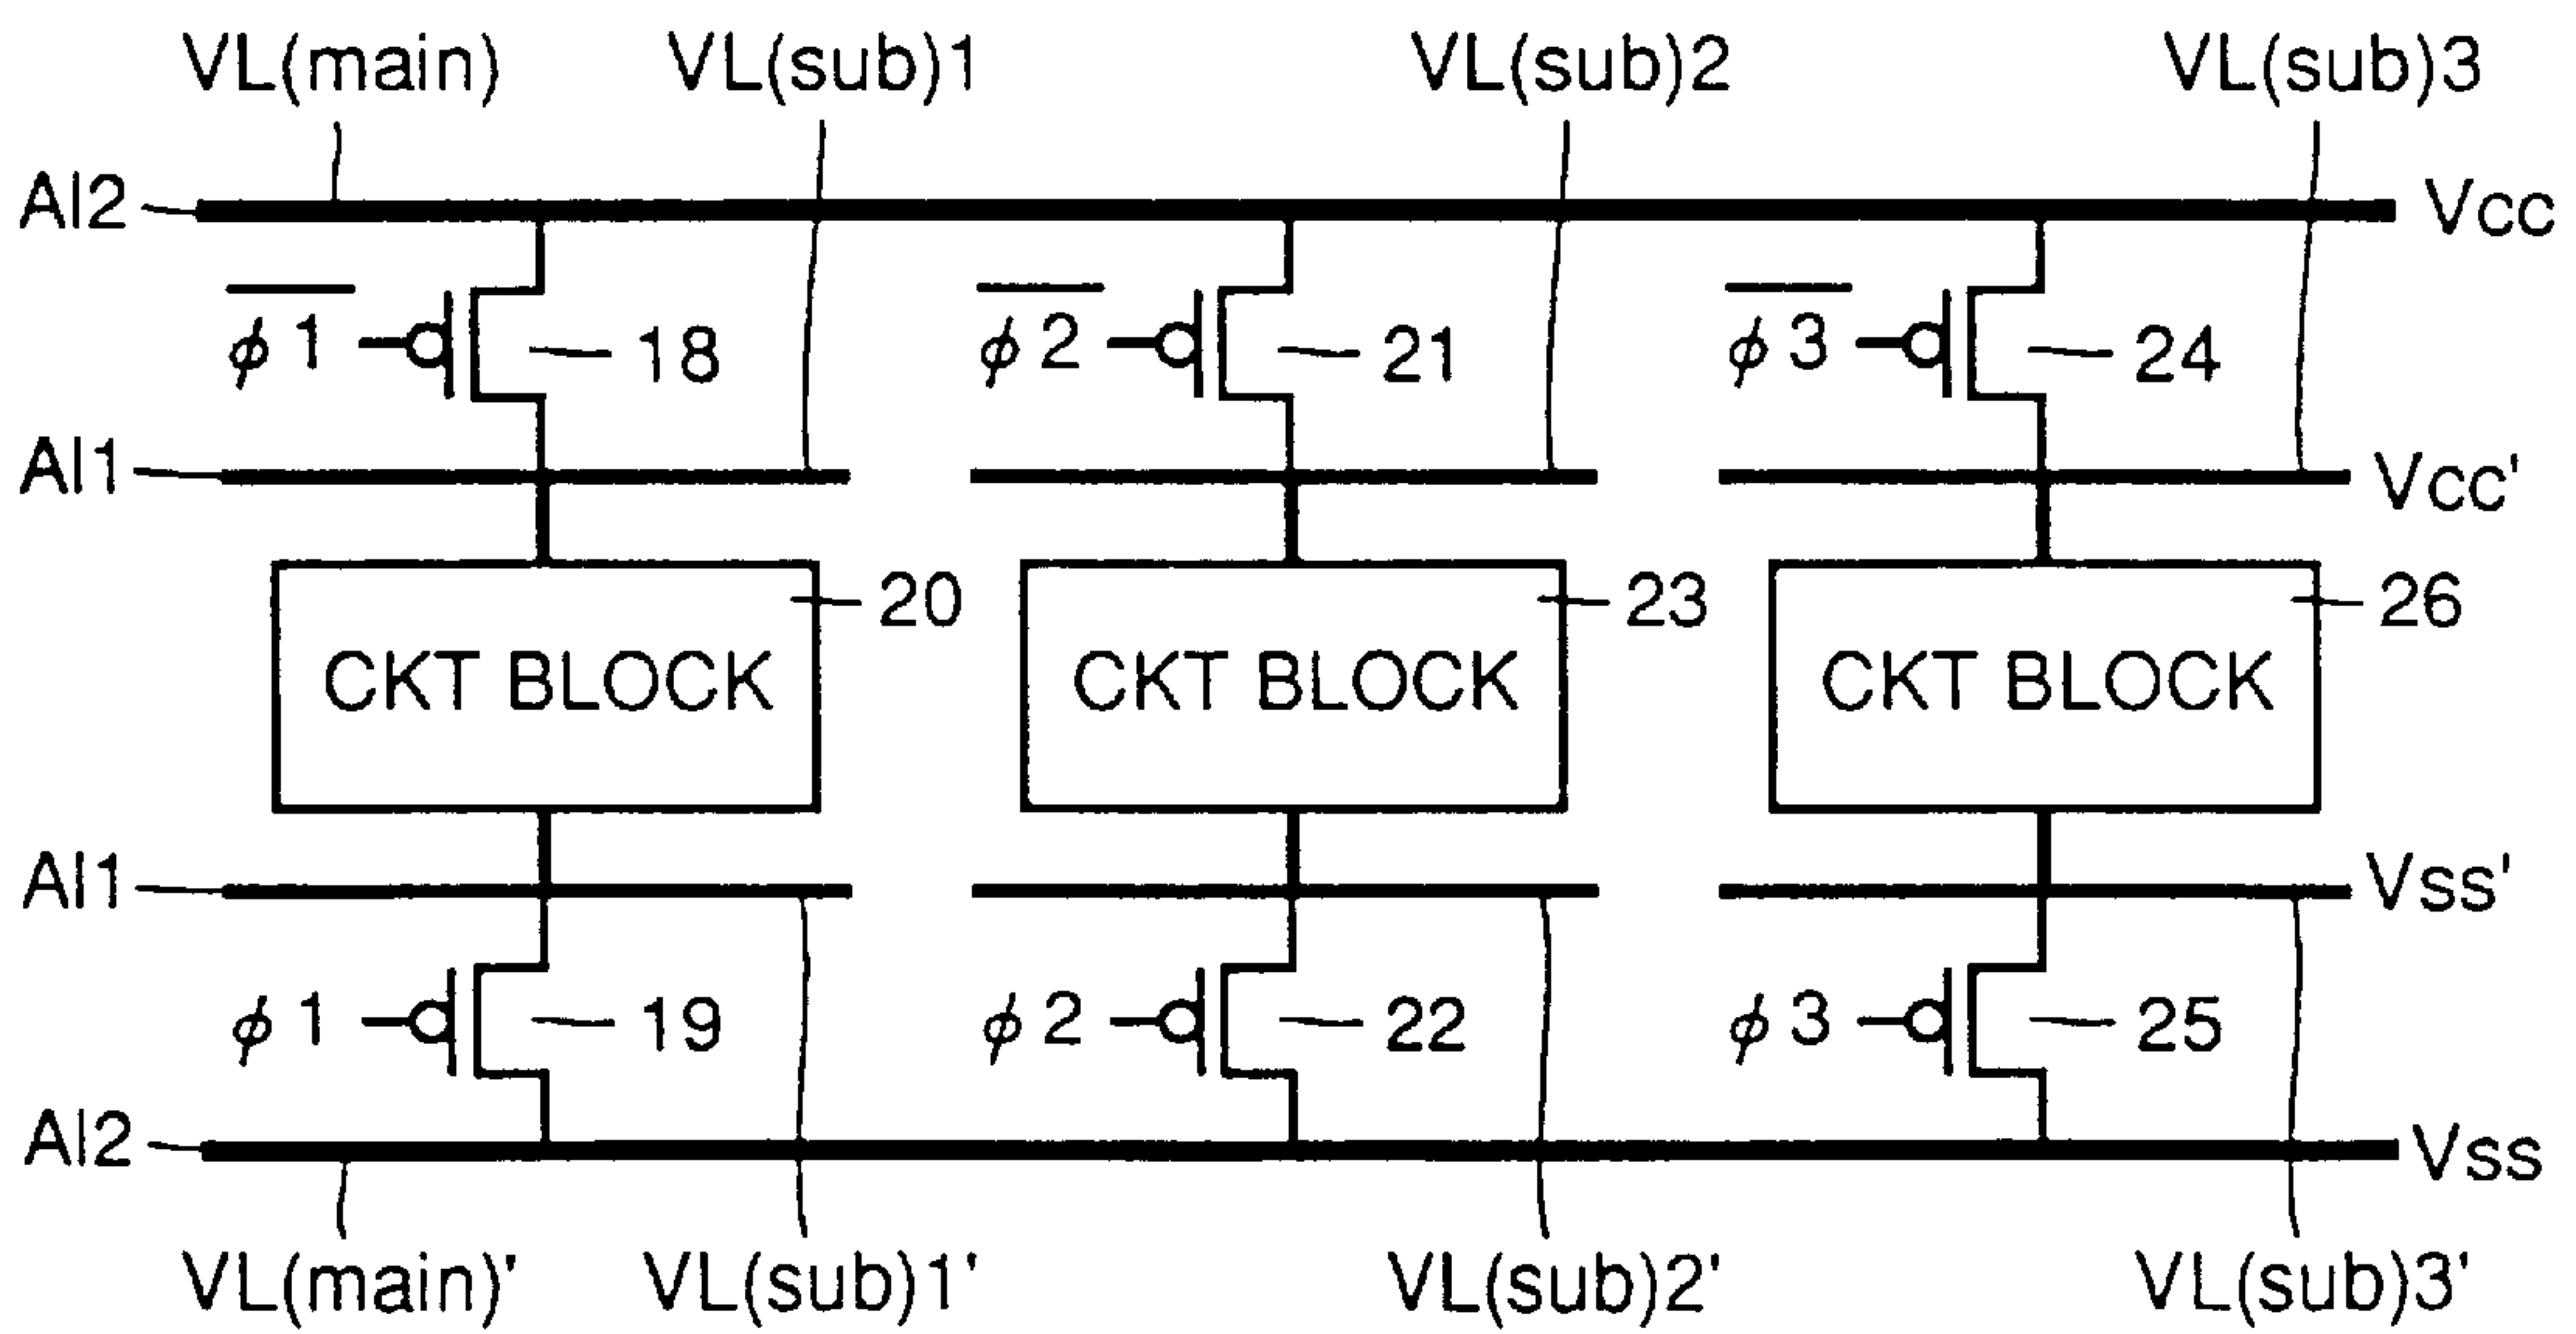 VL(main) VL(sub)1 VL(sub)2 VL(sub)3
Al2 Vcc
φ1̅ 18 φ2̅ 21 φ3̅ 24
Al1 Vcc'
20 23 26
CKT BLOCK CKT BLOCK CKT BLOCK
Al1 Vss'
φ1 19 φ2 22 φ3 25
Al2 Vss
VL(main)' VL(sub)1' VL(sub)2' VL(sub)3'